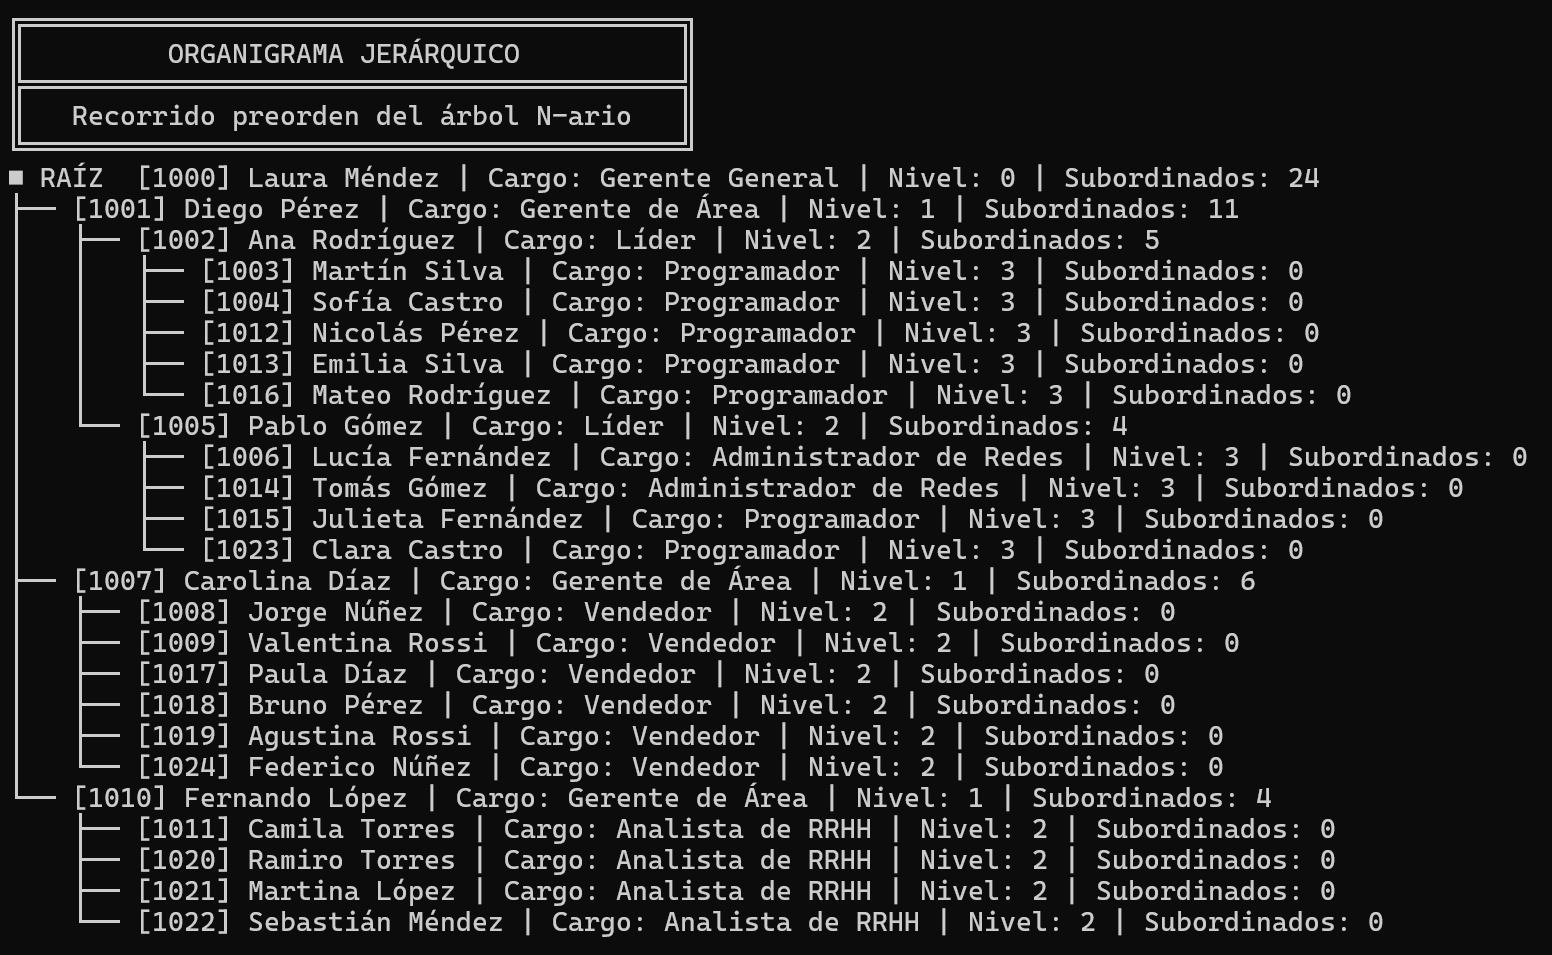 ORGANIGRAMA JERÁRQUICO
Recorrido preorden del árbol N-ario
■ RAÍZ  [1000] Laura Méndez | Cargo: Gerente General | Nivel: 0 | Subordinados: 24
├── [1001] Diego Pérez | Cargo: Gerente de Área | Nivel: 1 | Subordinados: 11
│   ├── [1002] Ana Rodríguez | Cargo: Líder | Nivel: 2 | Subordinados: 5
│   │   ├── [1003] Martín Silva | Cargo: Programador | Nivel: 3 | Subordinados: 0
│   │   ├── [1004] Sofía Castro | Cargo: Programador | Nivel: 3 | Subordinados: 0
│   │   ├── [1012] Nicolás Pérez | Cargo: Programador | Nivel: 3 | Subordinados: 0
│   │   ├── [1013] Emilia Silva | Cargo: Programador | Nivel: 3 | Subordinados: 0
│   │   └── [1016] Mateo Rodríguez | Cargo: Programador | Nivel: 3 | Subordinados: 0
│   └── [1005] Pablo Gómez | Cargo: Líder | Nivel: 2 | Subordinados: 4
│       ├── [1006] Lucía Fernández | Cargo: Administrador de Redes | Nivel: 3 | Subordinados: 0
│       ├── [1014] Tomás Gómez | Cargo: Administrador de Redes | Nivel: 3 | Subordinados: 0
│       ├── [1015] Julieta Fernández | Cargo: Programador | Nivel: 3 | Subordinados: 0
│       └── [1023] Clara Castro | Cargo: Programador | Nivel: 3 | Subordinados: 0
├── [1007] Carolina Díaz | Cargo: Gerente de Área | Nivel: 1 | Subordinados: 6
│   ├── [1008] Jorge Núñez | Cargo: Vendedor | Nivel: 2 | Subordinados: 0
│   ├── [1009] Valentina Rossi | Cargo: Vendedor | Nivel: 2 | Subordinados: 0
│   ├── [1017] Paula Díaz | Cargo: Vendedor | Nivel: 2 | Subordinados: 0
│   ├── [1018] Bruno Pérez | Cargo: Vendedor | Nivel: 2 | Subordinados: 0
│   ├── [1019] Agustina Rossi | Cargo: Vendedor | Nivel: 2 | Subordinados: 0
│   └── [1024] Federico Núñez | Cargo: Vendedor | Nivel: 2 | Subordinados: 0
└── [1010] Fernando López | Cargo: Gerente de Área | Nivel: 1 | Subordinados: 4
    ├── [1011] Camila Torres | Cargo: Analista de RRHH | Nivel: 2 | Subordinados: 0
    ├── [1020] Ramiro Torres | Cargo: Analista de RRHH | Nivel: 2 | Subordinados: 0
    ├── [1021] Martina López | Cargo: Analista de RRHH | Nivel: 2 | Subordinados: 0
    └── [1022] Sebastián Méndez | Cargo: Analista de RRHH | Nivel: 2 | Subordinados: 0